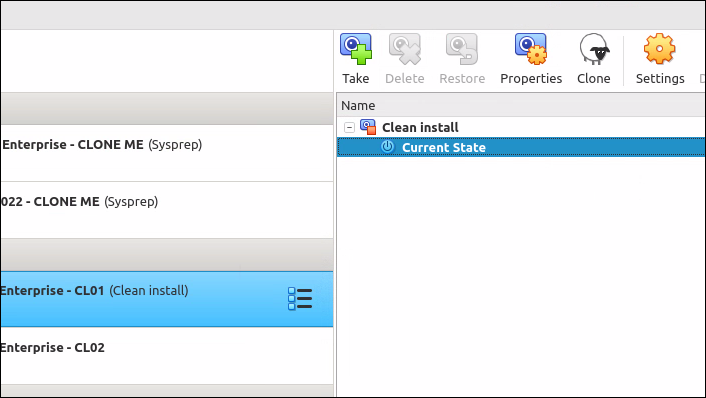 Take Delete Restore Properties Clone Settings
Name
Clean install
Current State
Enterprise - CLONE ME (Sysprep)
022 - CLONE ME (Sysprep)
Enterprise - CL01 (Clean install)
Enterprise - CL02